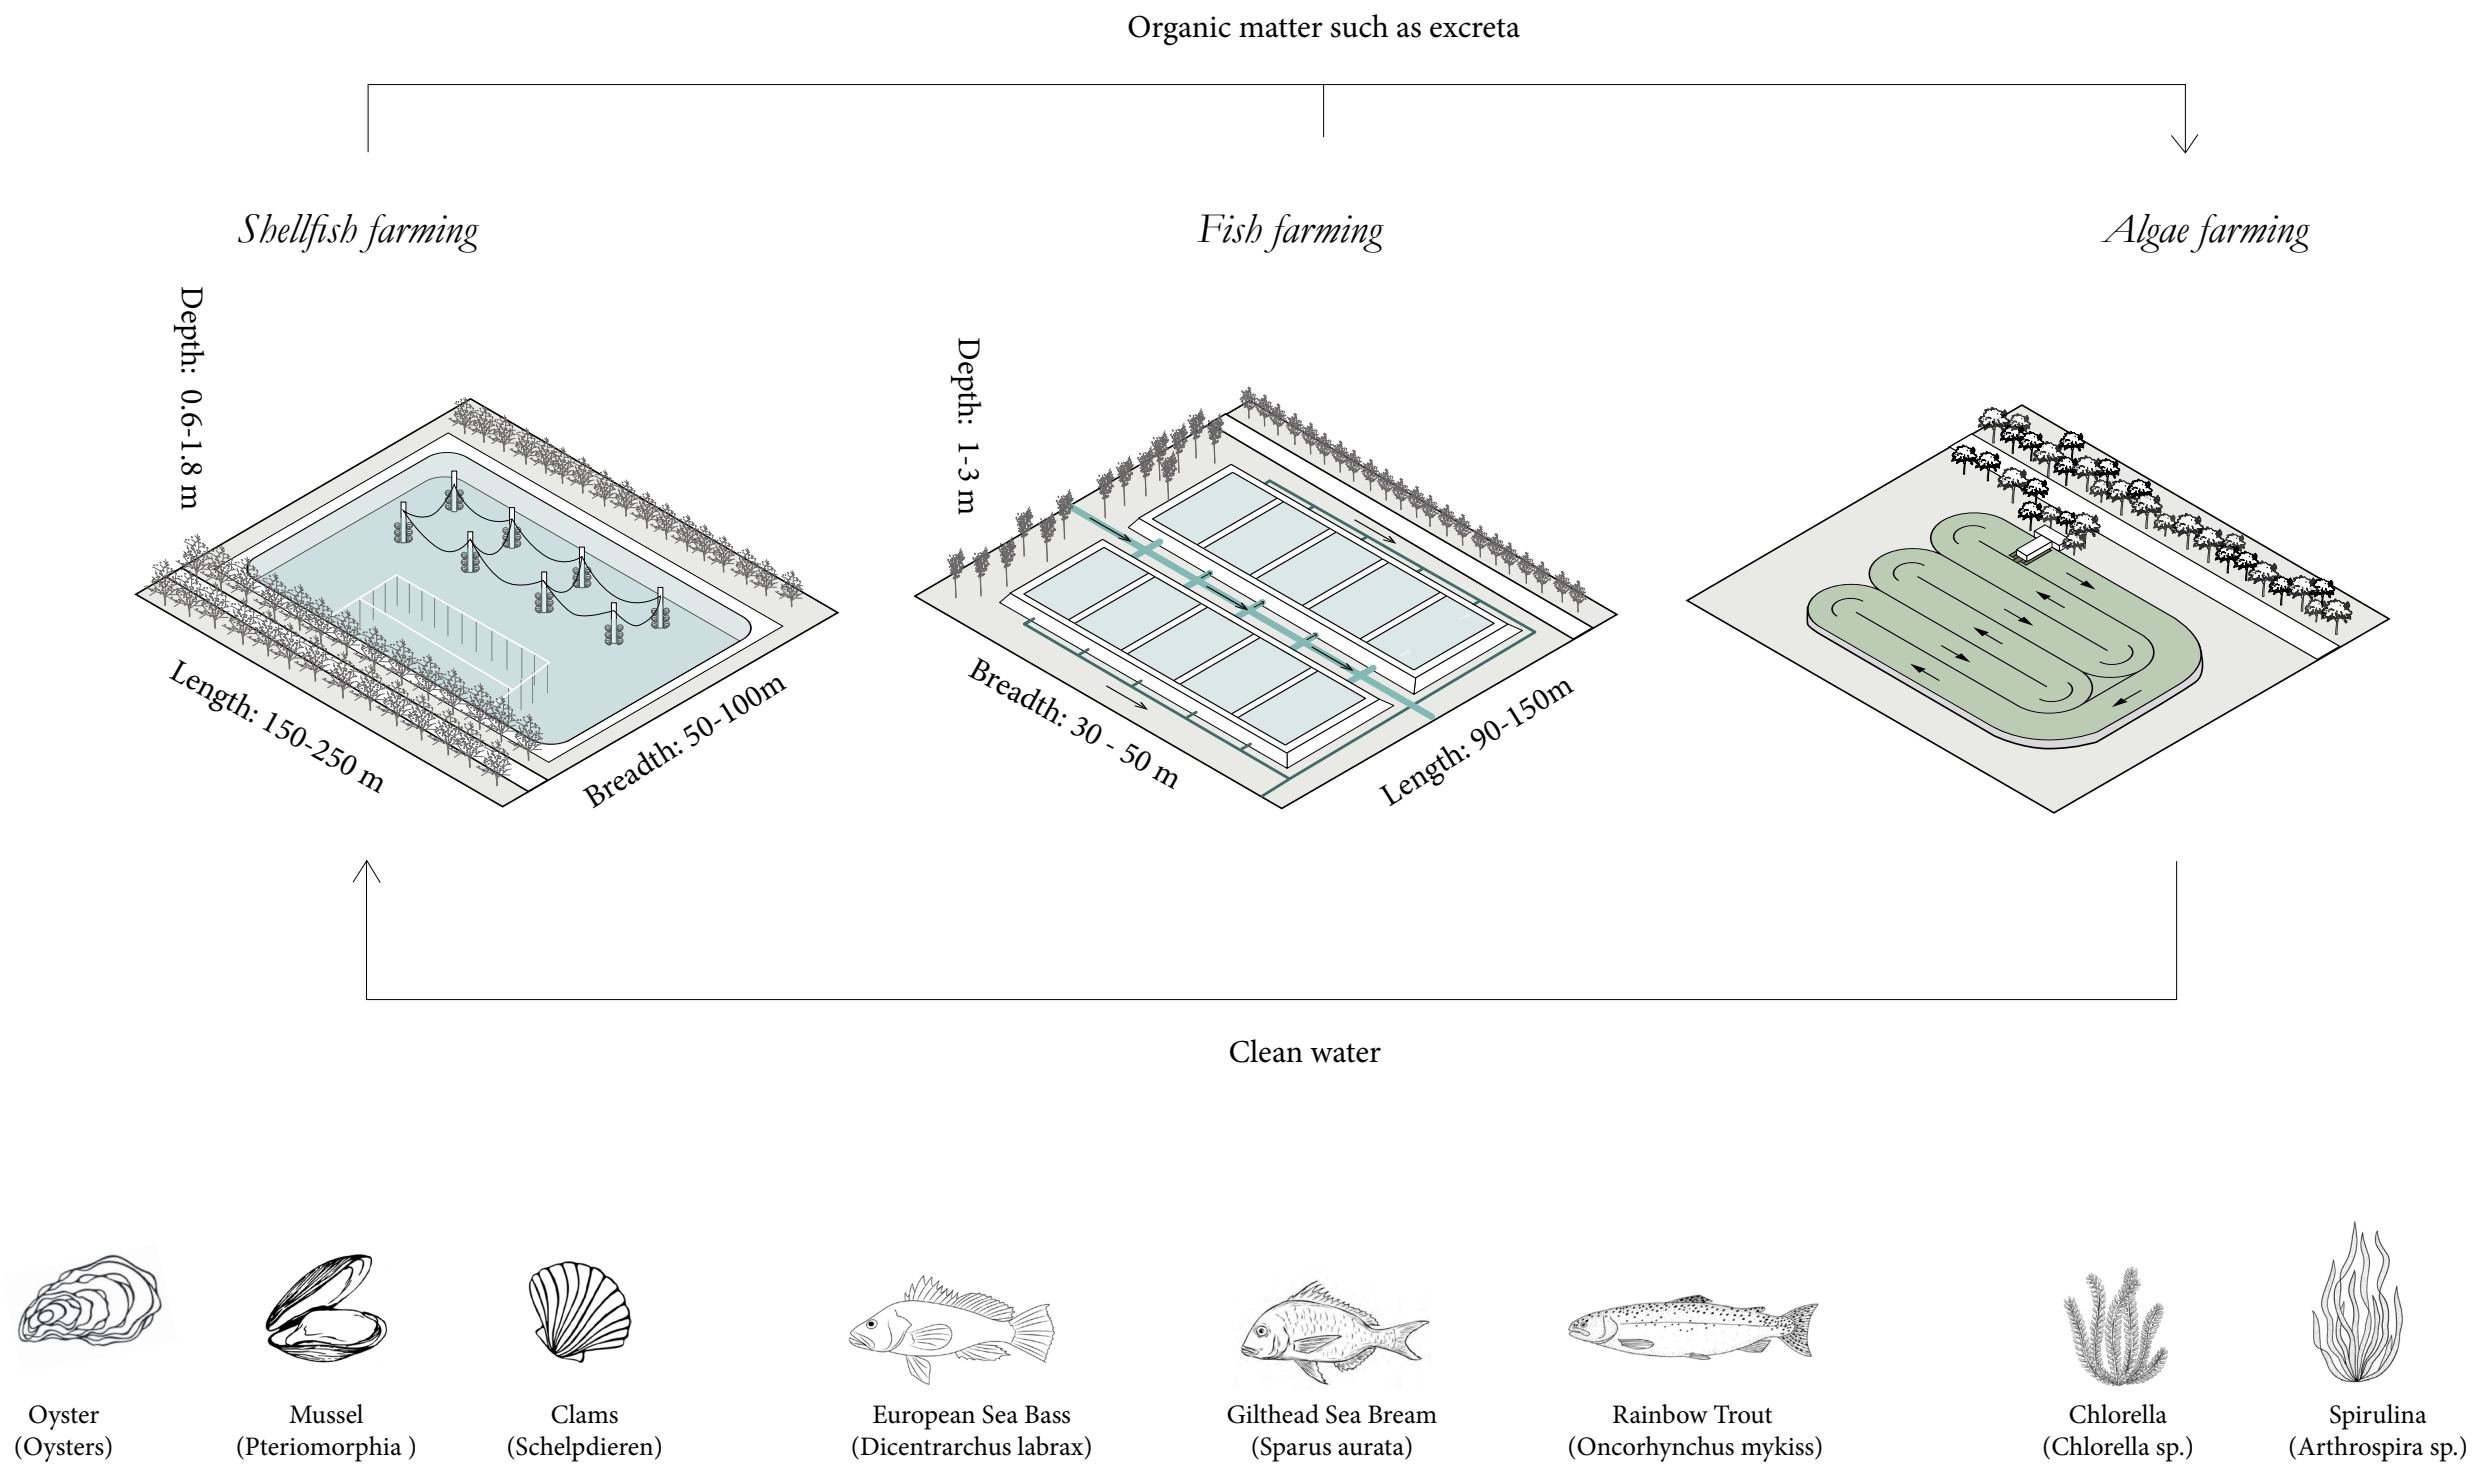 Organic matter such as excreta
Shellfish farming
Fish farming
Algae farming
Depth: 0.6-1.8 m
Length: 150-250 m
Breadth: 50-100m
Depth: 1-3 m
Breadth: 30 - 50 m
Length: 90-150m
Clean water
Oyster
(Oysters)
Mussel
(Pteriomorphia )
Clams
(Schelpdieren)
European Sea Bass
(Dicentrarchus labrax)
Gilthead Sea Bream
(Sparus aurata)
Rainbow Trout
(Oncorhynchus mykiss)
Chlorella
(Chlorella sp.)
Spirulina
(Arthrospira sp.)